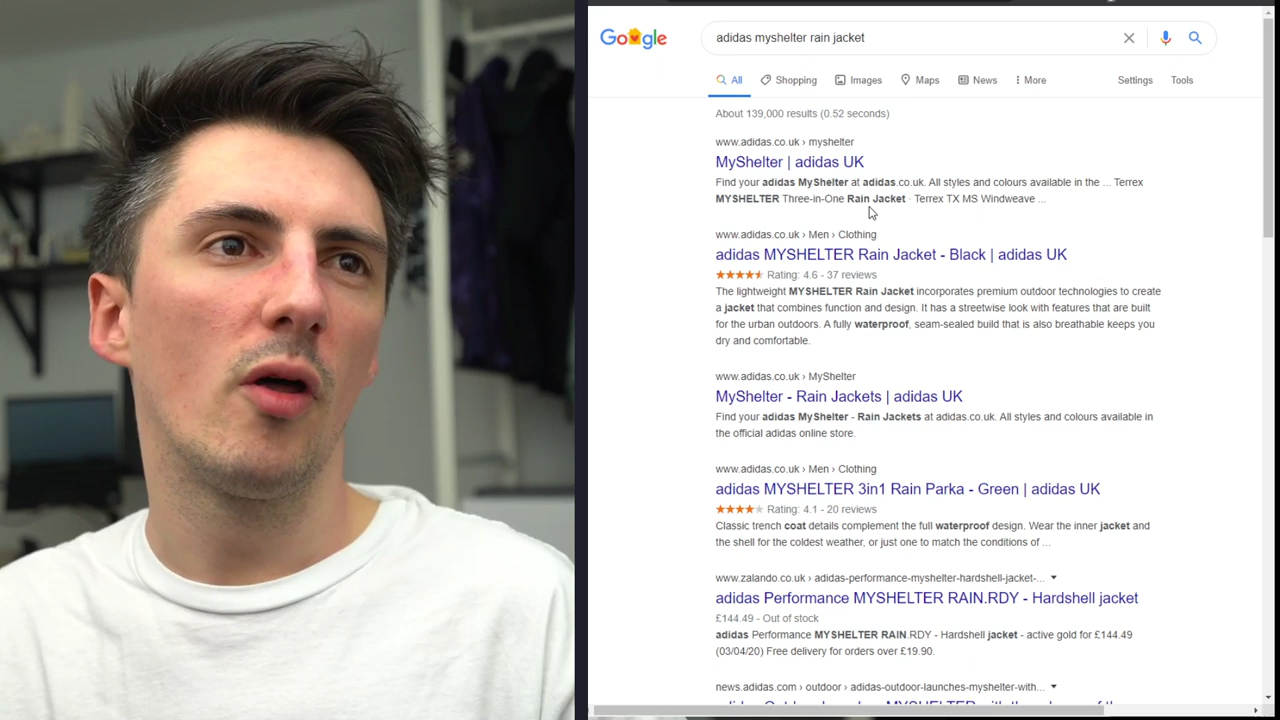 Google
adidas myshelter rain jacket
All Shopping Images Maps News More Settings Tools
About 139,000 results (0.52 seconds)
www.adidas.co.uk › myshelter
MyShelter | adidas UK
Find your adidas MyShelter at adidas.co.uk. All styles and colours available in the ... Terrex
MYSHELTER Three-in-One Rain Jacket · Terrex TX MS Windweave ...
www.adidas.co.uk › Men › Clothing
adidas MYSHELTER Rain Jacket - Black | adidas UK
Rating: 4.6 - 37 reviews
The lightweight MYSHELTER Rain Jacket incorporates premium outdoor technologies to create
a jacket that combines function and design. It has a streetwise look with features that are built
for the urban outdoors. A fully waterproof, seam-sealed build that is also breathable keeps you
dry and comfortable.
www.adidas.co.uk › MyShelter
MyShelter - Rain Jackets | adidas UK
Find your adidas MyShelter - Rain Jackets at adidas.co.uk. All styles and colours available in
the official adidas online store.
www.adidas.co.uk › Men › Clothing
adidas MYSHELTER 3in1 Rain Parka - Green | adidas UK
Rating: 4.1 - 20 reviews
Classic trench coat details complement the full waterproof design. Wear the inner jacket and
the shell for the coldest weather, or just one to match the conditions of ...
www.zalando.co.uk › adidas-performance-myshelter-hardshell-jacket-...
adidas Performance MYSHELTER RAIN.RDY - Hardshell jacket
£144.49 - Out of stock
adidas Performance MYSHELTER RAIN.RDY - Hardshell jacket - active gold for £144.49
(03/04/20) Free delivery for orders over £19.90.
news.adidas.com › outdoor › adidas-outdoor-launches-myshelter-with...